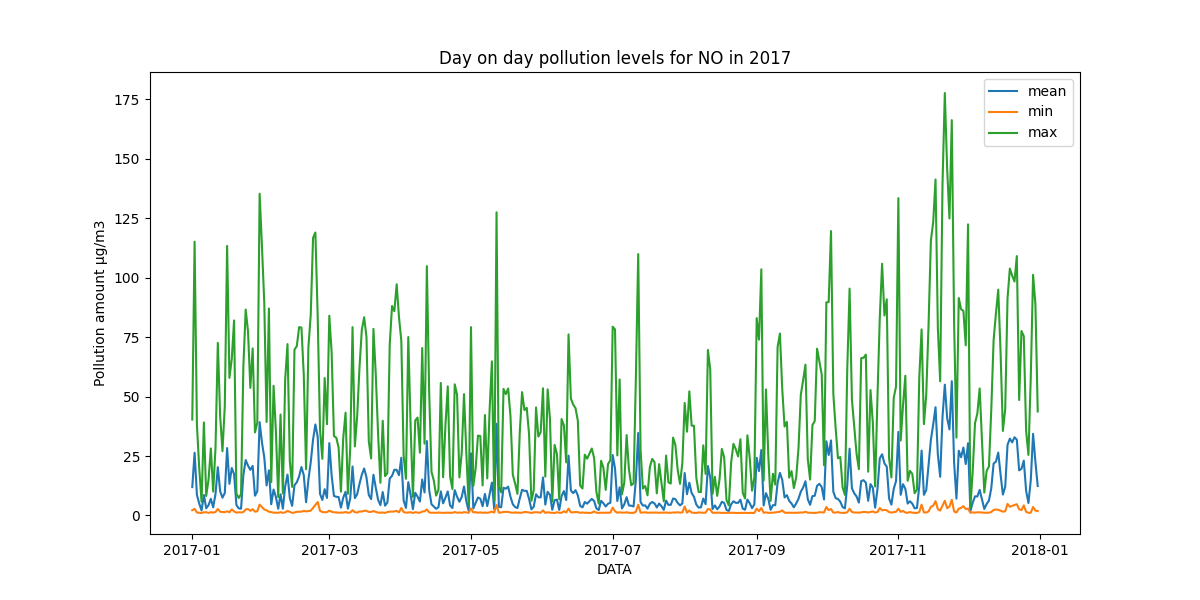 Day on day pollution levels for NO in 2017
mean
min
max
Pollution amount µg/m3
175
150
125
100
75
50
25
0
2017-01
2017-03
2017-05
2017-07
2017-09
2017-11
2018-01
DATA